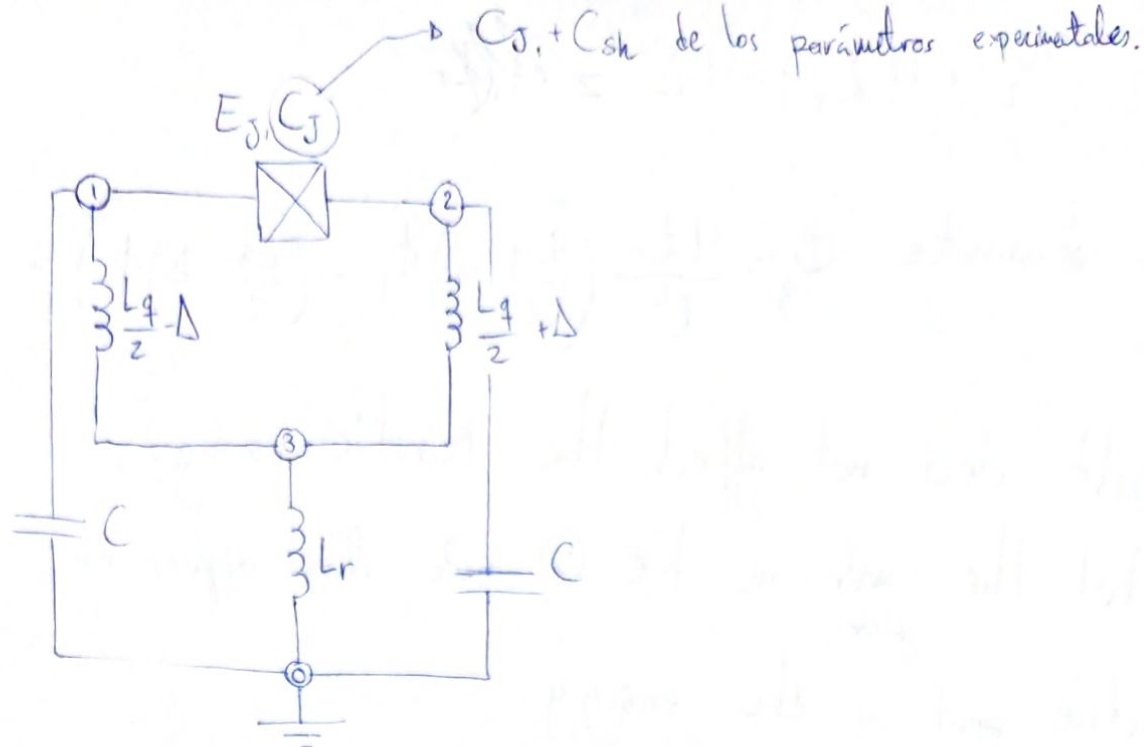 C_J + C_sh de los parámetros experimentales.
E_J, C_J
1
2
L_q/2 - Δ
L_q/2 + Δ
3
C
L_r
C
0